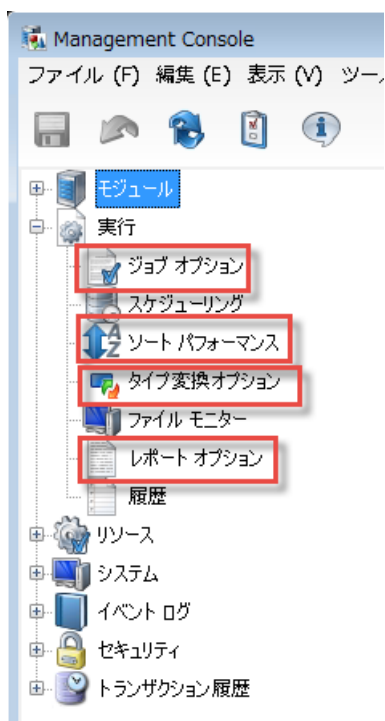 Management Console
ファイル (F) 編集 (E) 表示 (V) ツー
モジュール
実行
ジョブ オプション
スケジューリング
ソート パフォーマンス
タイプ変換オプション
ファイル モニター
レポート オプション
履歴
リソース
システム
イベント ログ
セキュリティ
トランザクション履歴